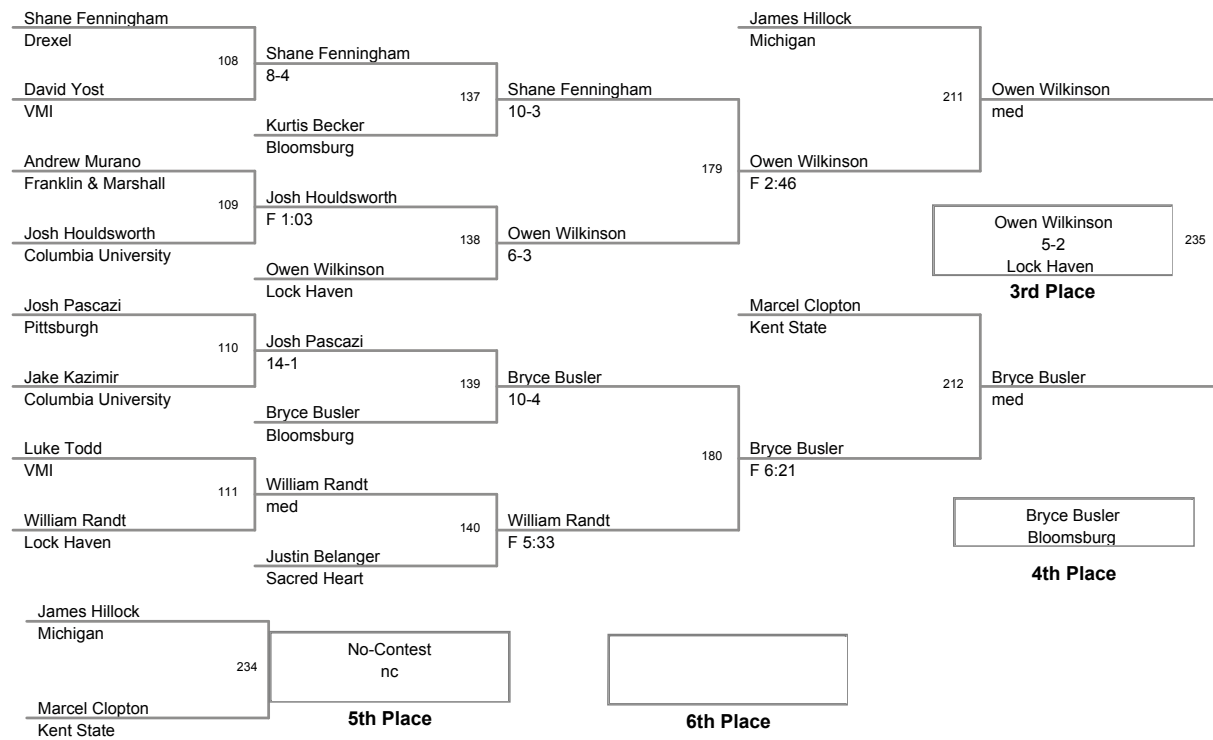 Shane Fenningham
Drexel
108
David Yost
VMI
Andrew Murano
Franklin & Marshall
109
Josh Houldsworth
Columbia University
Josh Pascazi
Pittsburgh
110
Jake Kazimir
Columbia University
Luke Todd
VMI
111
William Randt
Lock Haven
Shane Fenningham
8-4
137
Kurtis Becker
Bloomsburg
Josh Houldsworth
F 1:03
138
Owen Wilkinson
Lock Haven
Josh Pascazi
14-1
139
Bryce Busler
Bloomsburg
William Randt
med
140
Justin Belanger
Sacred Heart
Shane Fenningham
10-3
179
Owen Wilkinson
6-3
Bryce Busler
10-4
180
William Randt
F 5:33
James Hillock
Michigan
211
Owen Wilkinson
F 2:46
Marcel Clopton
Kent State
212
Bryce Busler
F 6:21
Owen Wilkinson
med
Owen Wilkinson
5-2
Lock Haven
235
3rd Place
Bryce Busler
med
Bryce Busler
Bloomsburg
4th Place
James Hillock
Michigan
234
Marcel Clopton
Kent State
No-Contest
nc
5th Place
6th Place